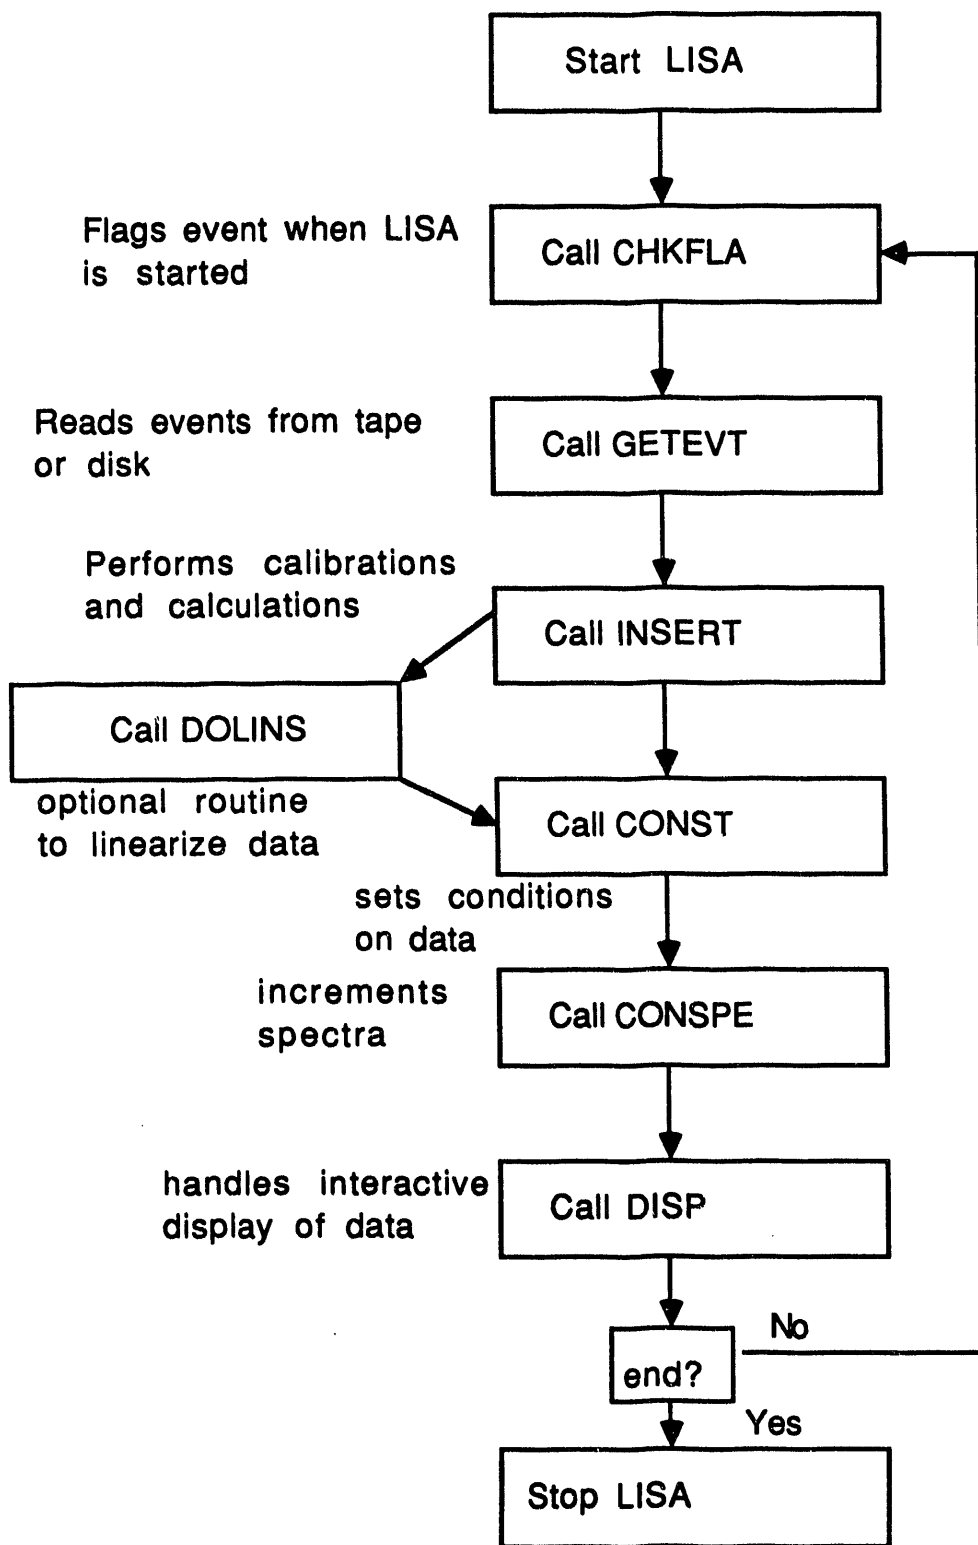 Start LISA
Flags event when LISA
is started
Call CHKFLA
Reads events from tape
or disk
Call GETEVT
Performs calibrations
and calculations
Call INSERT
Call DOLINS
optional routine
to linearize data
Call CONST
sets conditions
on data
increments
spectra
Call CONSPE
handles interactive
display of data
Call DISP
No
end?
Yes
Stop LISA